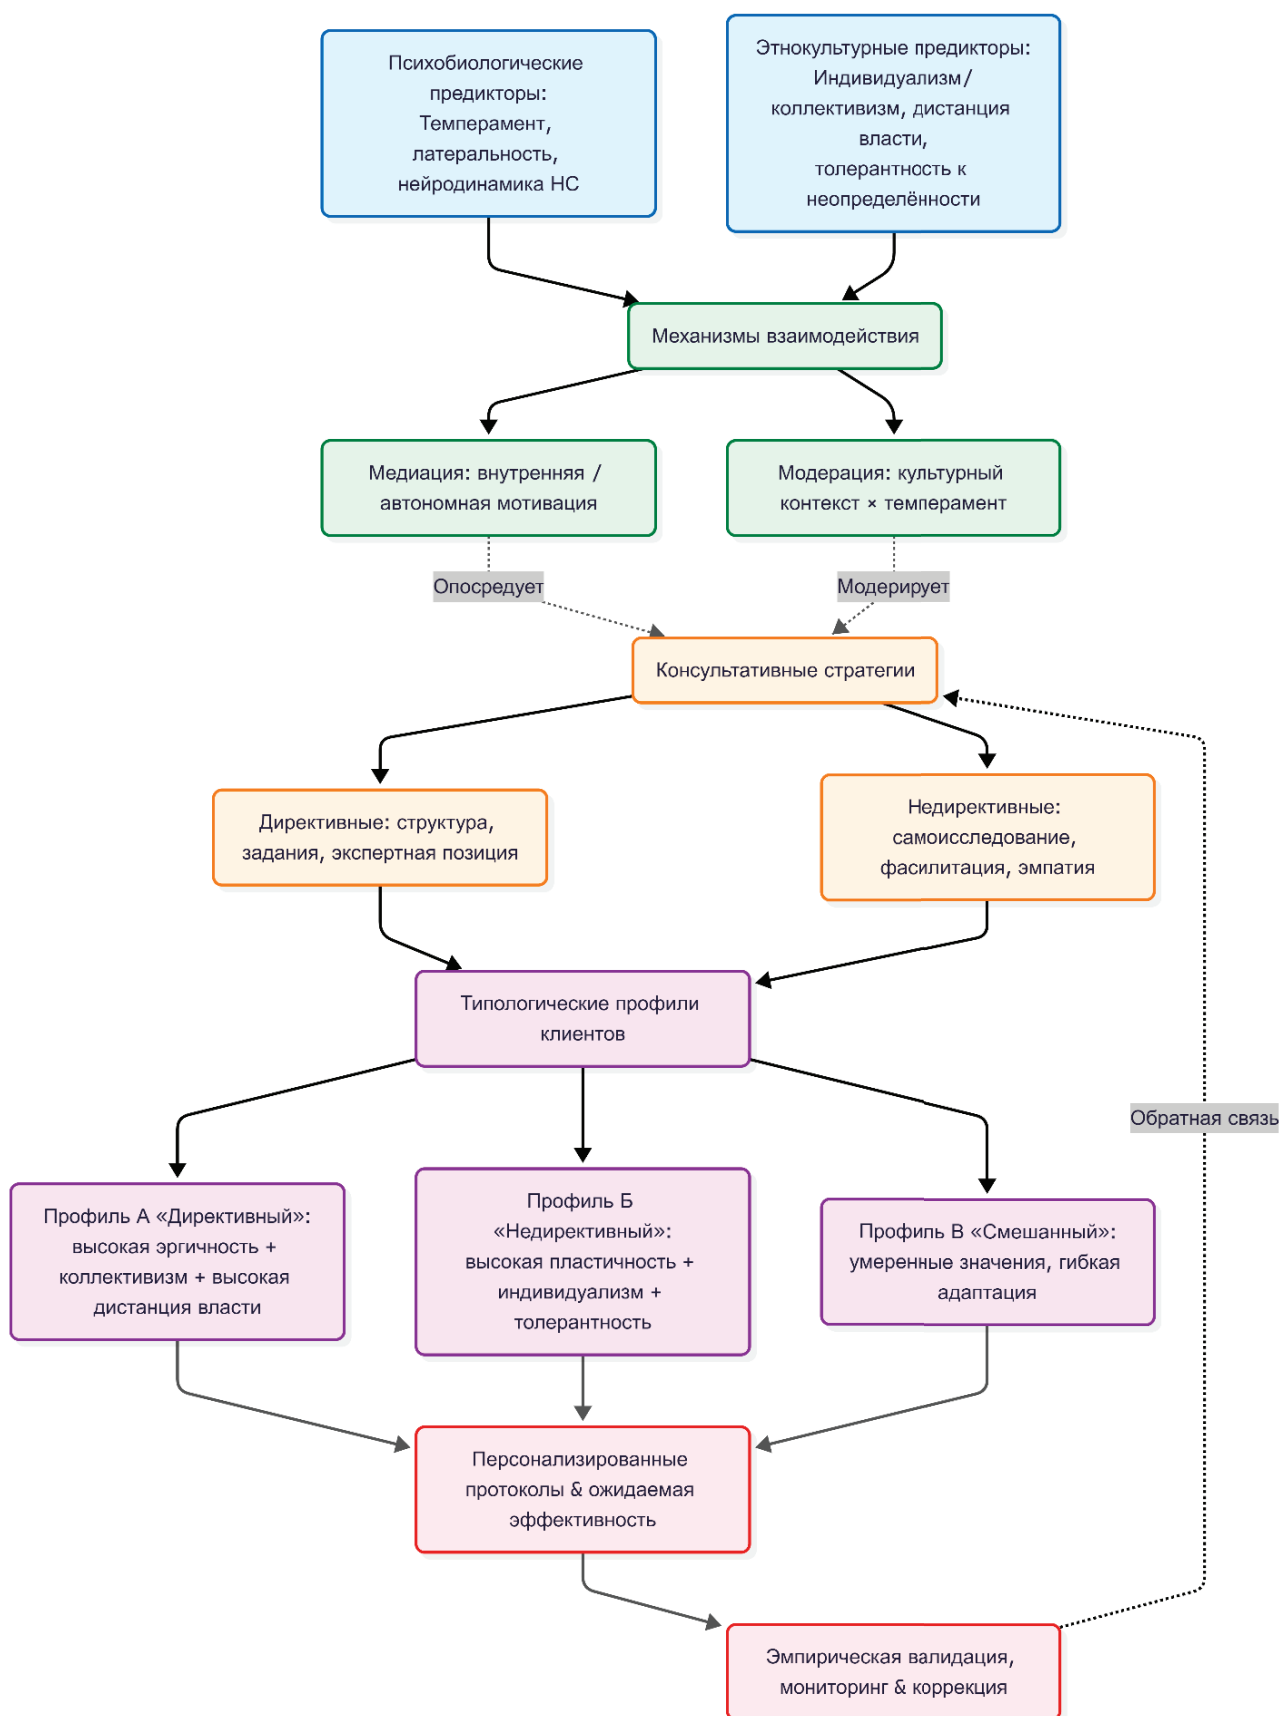 Психобиологические
предикторы:
Темперамент,
латеральность,
нейродинамика НС
Этнокультурные предикторы:
Индивидуализм/
коллективизм, дистанция
власти,
толерантность к
неопределённости
Механизмы взаимодействия
Медиация: внутренняя /
автономная мотивация
Модерация: культурный
контекст × темперамент
Опосредует
Модерирует
Консультативные стратегии
Директивные: структура,
задания, экспертная позиция
Недирективные:
самоисследование,
фасилитация, эмпатия
Типологические профили
клиентов
Обратная связь
Профиль А «Директивный»:
высокая эргичность +
коллективизм + высокая
дистанция власти
Профиль Б
«Недирективный»:
высокая пластичность +
индивидуализм +
толерантность
Профиль В «Смешанный»:
умеренные значения, гибкая
адаптация
Персонализированные
протоколы & ожидаемая
эффективность
Эмпирическая валидация,
мониторинг & коррекция